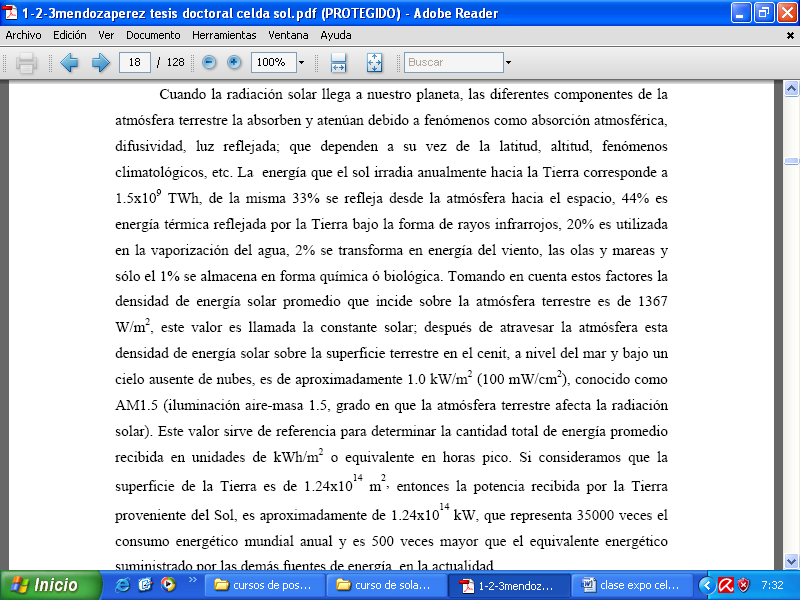 1-2-3mendozaperez tesis doctoral celda sol.pdf (PROTEGIDO) - Adobe Reader
Archivo Edición Ver Documento Herramientas Ventana Ayuda
18 / 128 100% Buscar
Cuando la radiación solar llega a nuestro planeta, las diferentes componentes de la
atmósfera terrestre la absorben y atenúan debido a fenómenos como absorción atmosférica,
difusividad, luz reflejada; que dependen a su vez de la latitud, altitud, fenómenos
climatológicos, etc. La energía que el sol irradia anualmente hacia la Tierra corresponde a
1.5x10⁹ TWh, de la misma 33% se refleja desde la atmósfera hacia el espacio, 44% es
energía térmica reflejada por la Tierra bajo la forma de rayos infrarrojos, 20% es utilizada
en la vaporización del agua, 2% se transforma en energía del viento, las olas y mareas y
sólo el 1% se almacena en forma química ó biológica. Tomando en cuenta estos factores la
densidad de energía solar promedio que incide sobre la atmósfera terrestre es de 1367
W/m², este valor es llamada la constante solar; después de atravesar la atmósfera esta
densidad de energía solar sobre la superficie terrestre en el cenit, a nivel del mar y bajo un
cielo ausente de nubes, es de aproximadamente 1.0 kW/m² (100 mW/cm²), conocido como
AM1.5 (iluminación aire-masa 1.5, grado en que la atmósfera terrestre afecta la radiación
solar). Este valor sirve de referencia para determinar la cantidad total de energía promedio
recibida en unidades de kWh/m² o equivalente en horas pico. Si consideramos que la
superficie de la Tierra es de 1.24x10¹⁴ m², entonces la potencia recibida por la Tierra
proveniente del Sol, es aproximadamente de 1.24x10¹⁴ kW, que representa 35000 veces el
consumo energético mundial anual y es 500 veces mayor que el equivalente energético
suministrado por las demás fuentes de energía, en la actualidad
Inicio » cursos de pos... curso de sola... 1-2-3mendoz... clase expo cel... 7:32